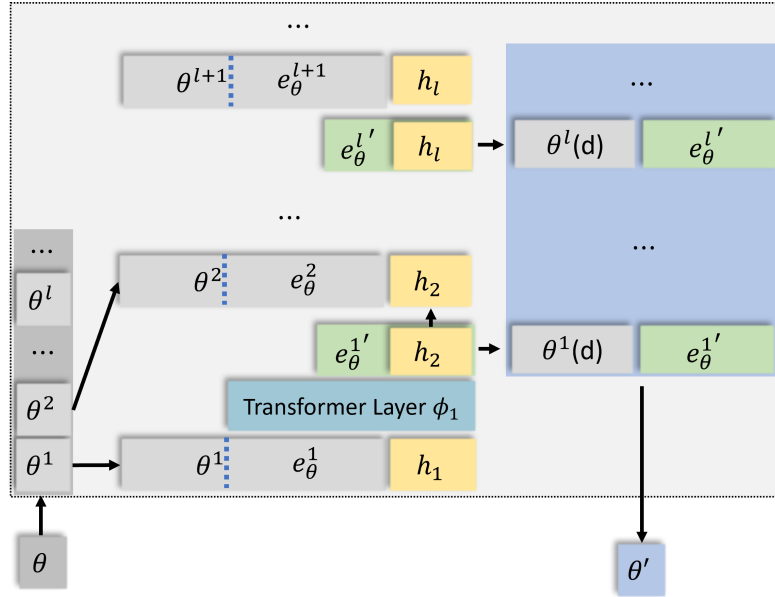 ...
θ^{l+1} e_θ^{l+1} h_l
e_θ^{l}′ h_l θ^l(d) e_θ^{l}′
...
...
...
θ^2 e_θ^2 h_2
...
θ^l
...
e_θ^{1}′ h_2 θ^1(d) e_θ^{1}′
θ^2
Transformer Layer ϕ_1
θ^1
θ^1 e_θ^1 h_1
θ
θ′